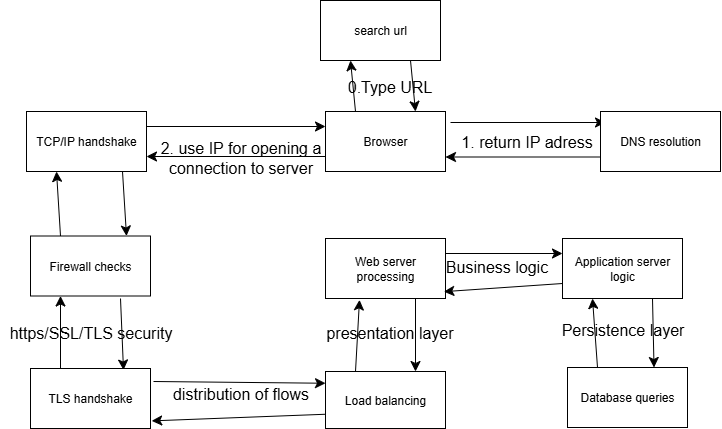 search url
0.Type URL
TCP/IP handshake
Browser
DNS resolution
1. return IP adress
2. use IP for opening a
connection to server
Firewall checks
Web server
processing
Application server
logic
Business logic
https/SSL/TLS security
presentation layer
Persistence layer
TLS handshake
distribution of flows
Load balancing
Database queries